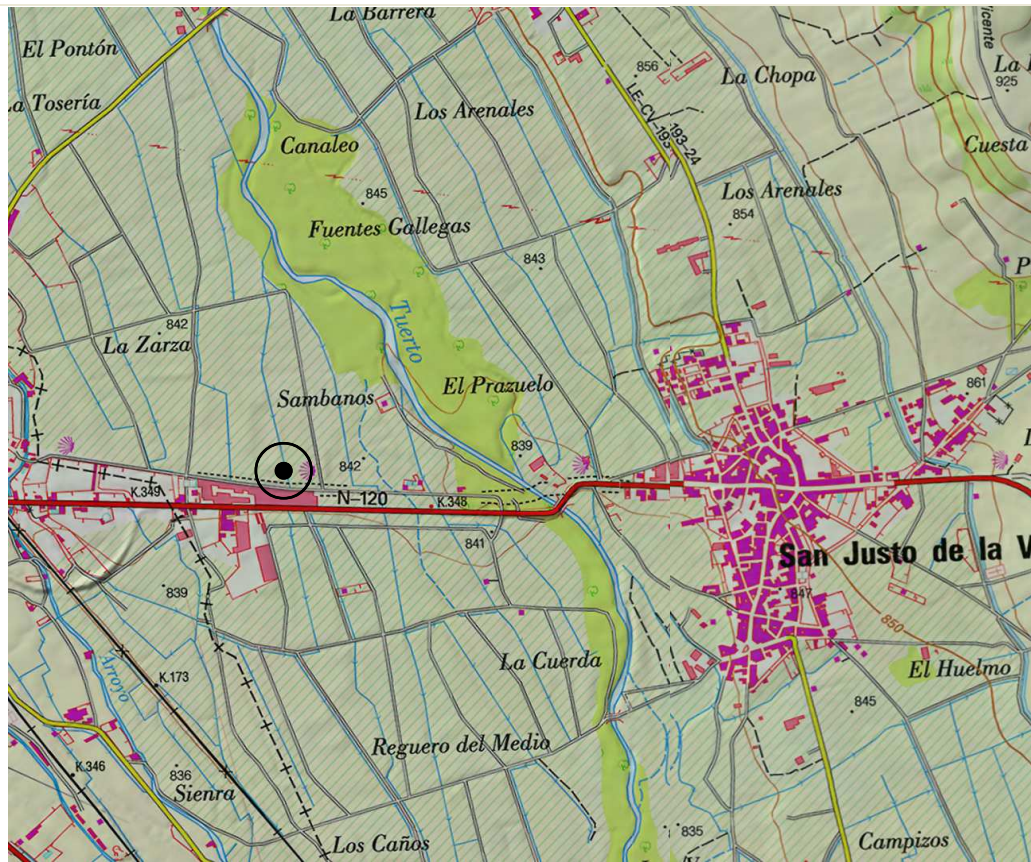 La Barrera
El Pontón
856
La Chopa
925
La Tosería
Los Arenales
LE-CV-193
193-24
Canaleo
Cuesta
845
Los Arenales
854
Fuentes Gallegas
843
P
Tuerto
842
La Zarza
El Prazuelo
861
Sambanos
839
842
K.349
N-120
K.348
841
San Justo de la V
839
847
850
Arroyo
La Cuerda
El Huelmo
K.173
845
Reguero del Medio
K.346
836
Sienra
835
Los Caños
Campizos